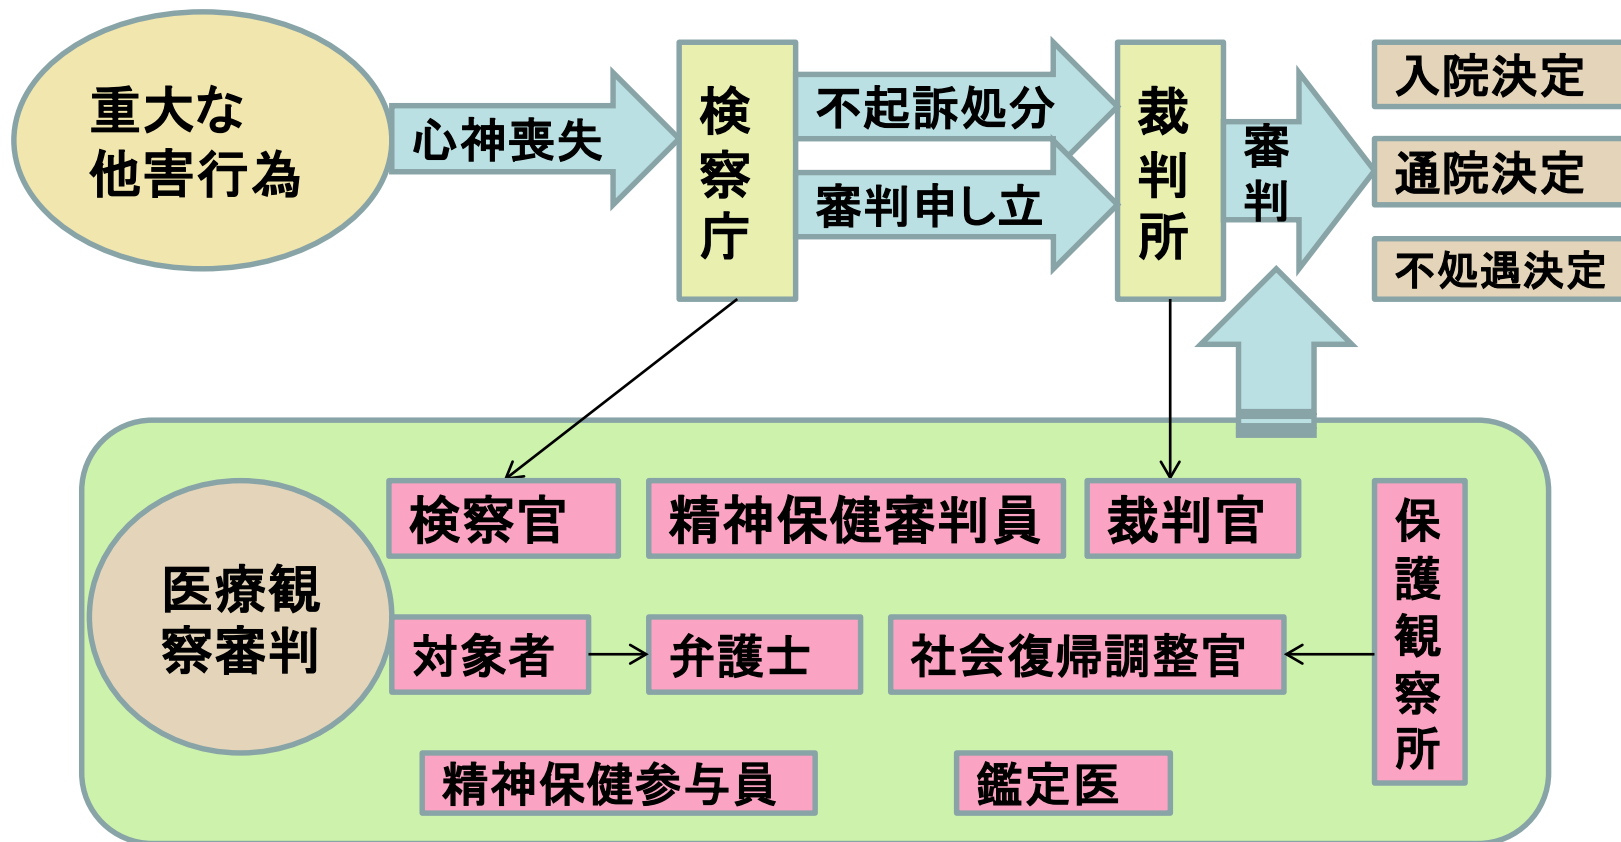 重大な
他害行為
心神喪失
検察庁
不起訴処分
審判申し立
裁判所
審判
入院決定
通院決定
不処遇決定
検察官
精神保健審判員
裁判官
保護観察所
医療観
察審判
対象者
弁護士
社会復帰調整官
精神保健参与員
鑑定医